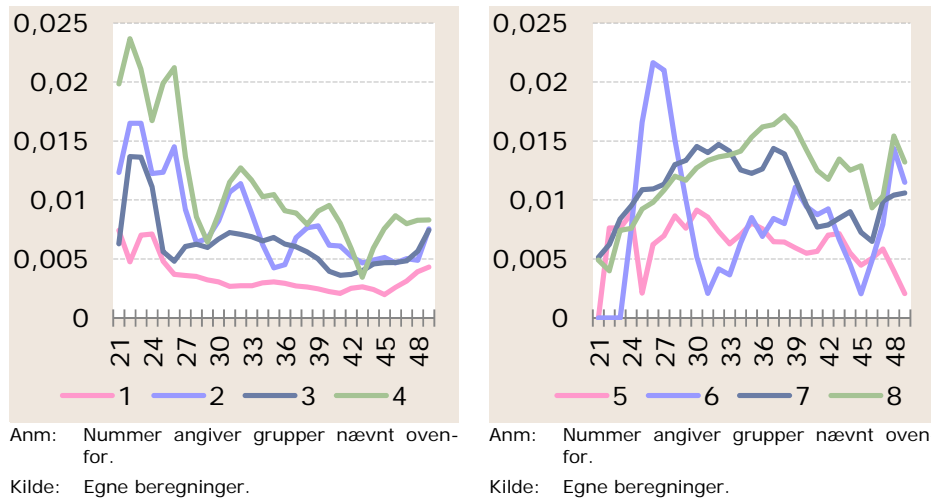 0,025
0,02
0,015
0,01
0,005
0
21 24 27 30 33 36 39 42 45 48
1 2 3 4
Anm: Nummer angiver grupper nævnt oven-
for.
Kilde: Egne beregninger.
0,025
0,02
0,015
0,01
0,005
0
21 24 27 30 33 36 39 42 45 48
5 6 7 8
Anm: Nummer angiver grupper nævnt oven
for.
Kilde: Egne beregninger.